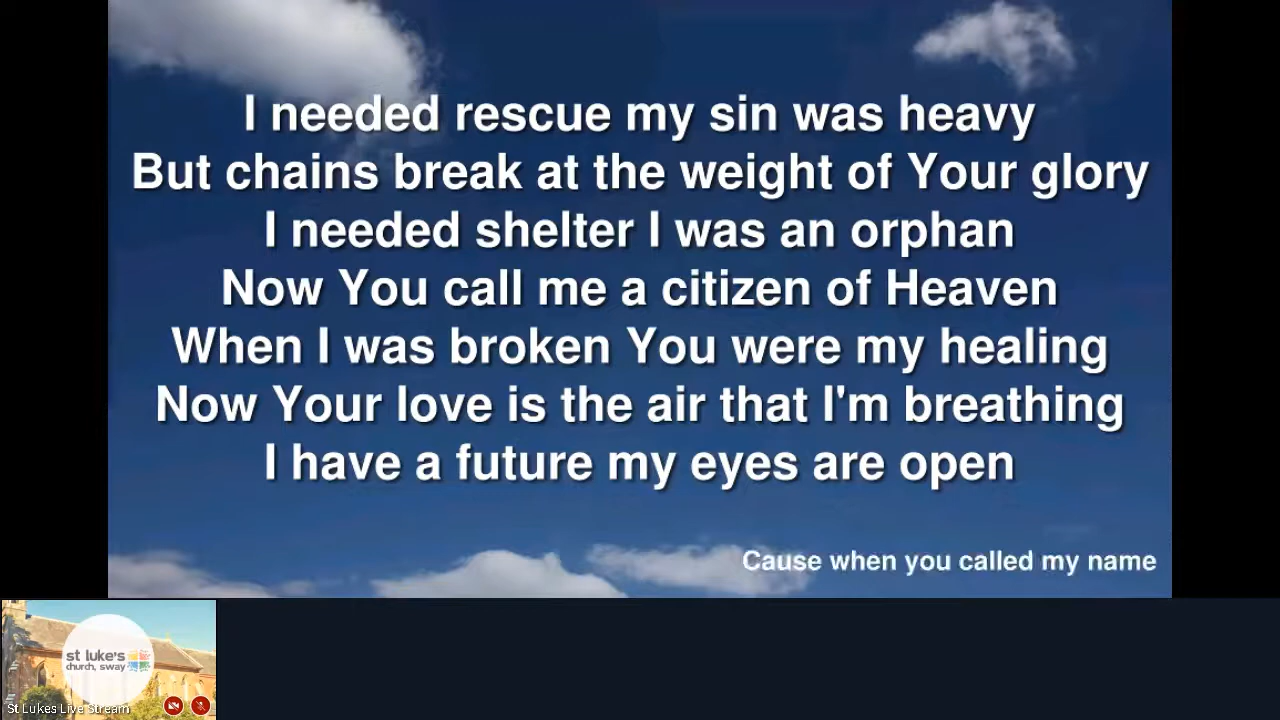 I needed rescue my sin was heavy
But chains break at the weight of Your glory
I needed shelter I was an orphan
Now You call me a citizen of Heaven
When I was broken You were my healing
Now Your love is the air that I'm breathing
I have a future my eyes are open
Cause when you called my name
st luke's
church, sway
St Lukes Live Stream